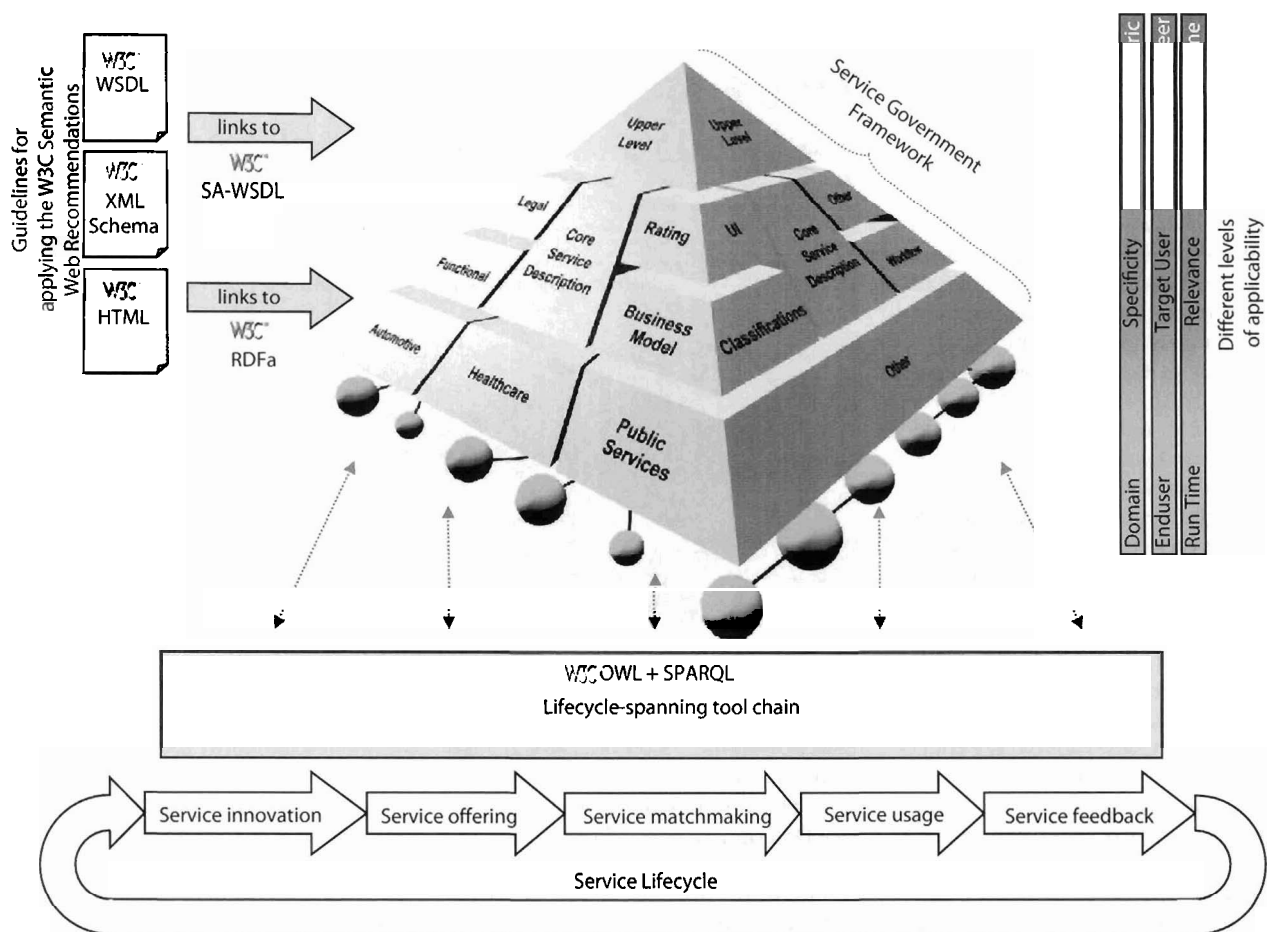 Guidelines for
applying the W3C Semantic
Web Recommendations
W3C
WSDL
W3C
XML
Schema
W3C
HTML
links to
W3C
SA-WSDL
links to
W3C
RDFa
Service Government
Framework
Upper
Level
Upper
Level
Legal
Core
Service
Description
Rating
UI
Core
Service
Description
Other
Functional
Business
Model
Classifications
Workflow
Automotive
Healthcare
Public
Services
Other
Domain
Specificity
Enduser
Target User
Run Time
Relevance
Different levels
of applicability
W3C OWL + SPARQL
Lifecycle-spanning tool chain
Service innovation
Service offering
Service matchmaking
Service usage
Service feedback
Service Lifecycle